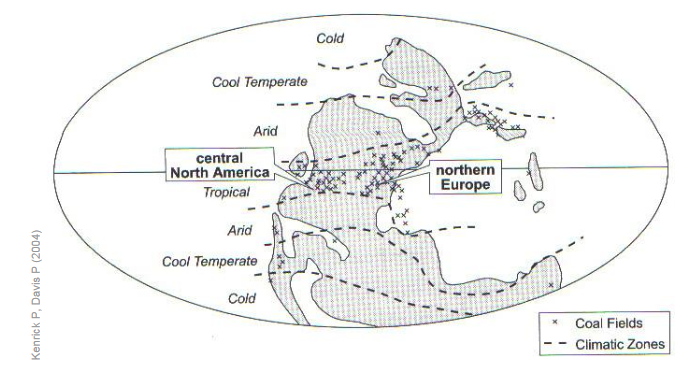 Cold
Cool Temperate
Arid
central
North America
northern
Europe
Tropical
Arid
Cool Temperate
Cold
× Coal Fields
Climatic Zones
Kenrick P, Davis P (2004)